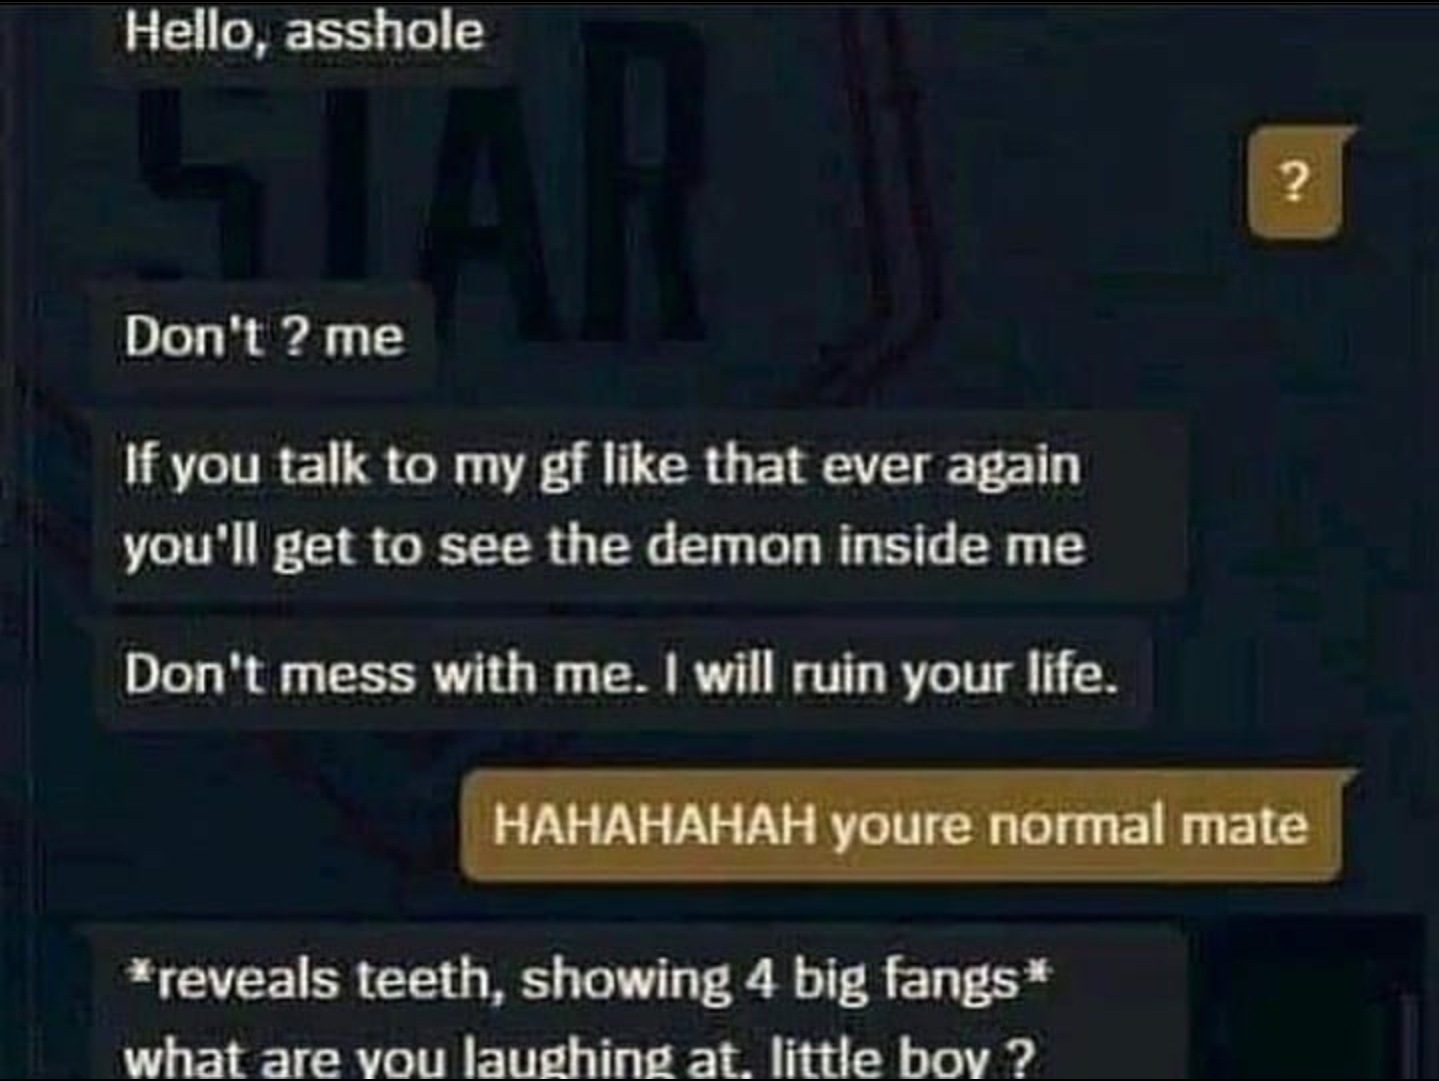 Hello, asshole
STAR
?
Don't ? me
If you talk to my gf like that ever again
you'll get to see the demon inside me
Don't mess with me. I will ruin your life.
HAHAHAHAH youre normal mate
*reveals teeth, showing 4 big fangs*
what are you laughing at, little boy ?